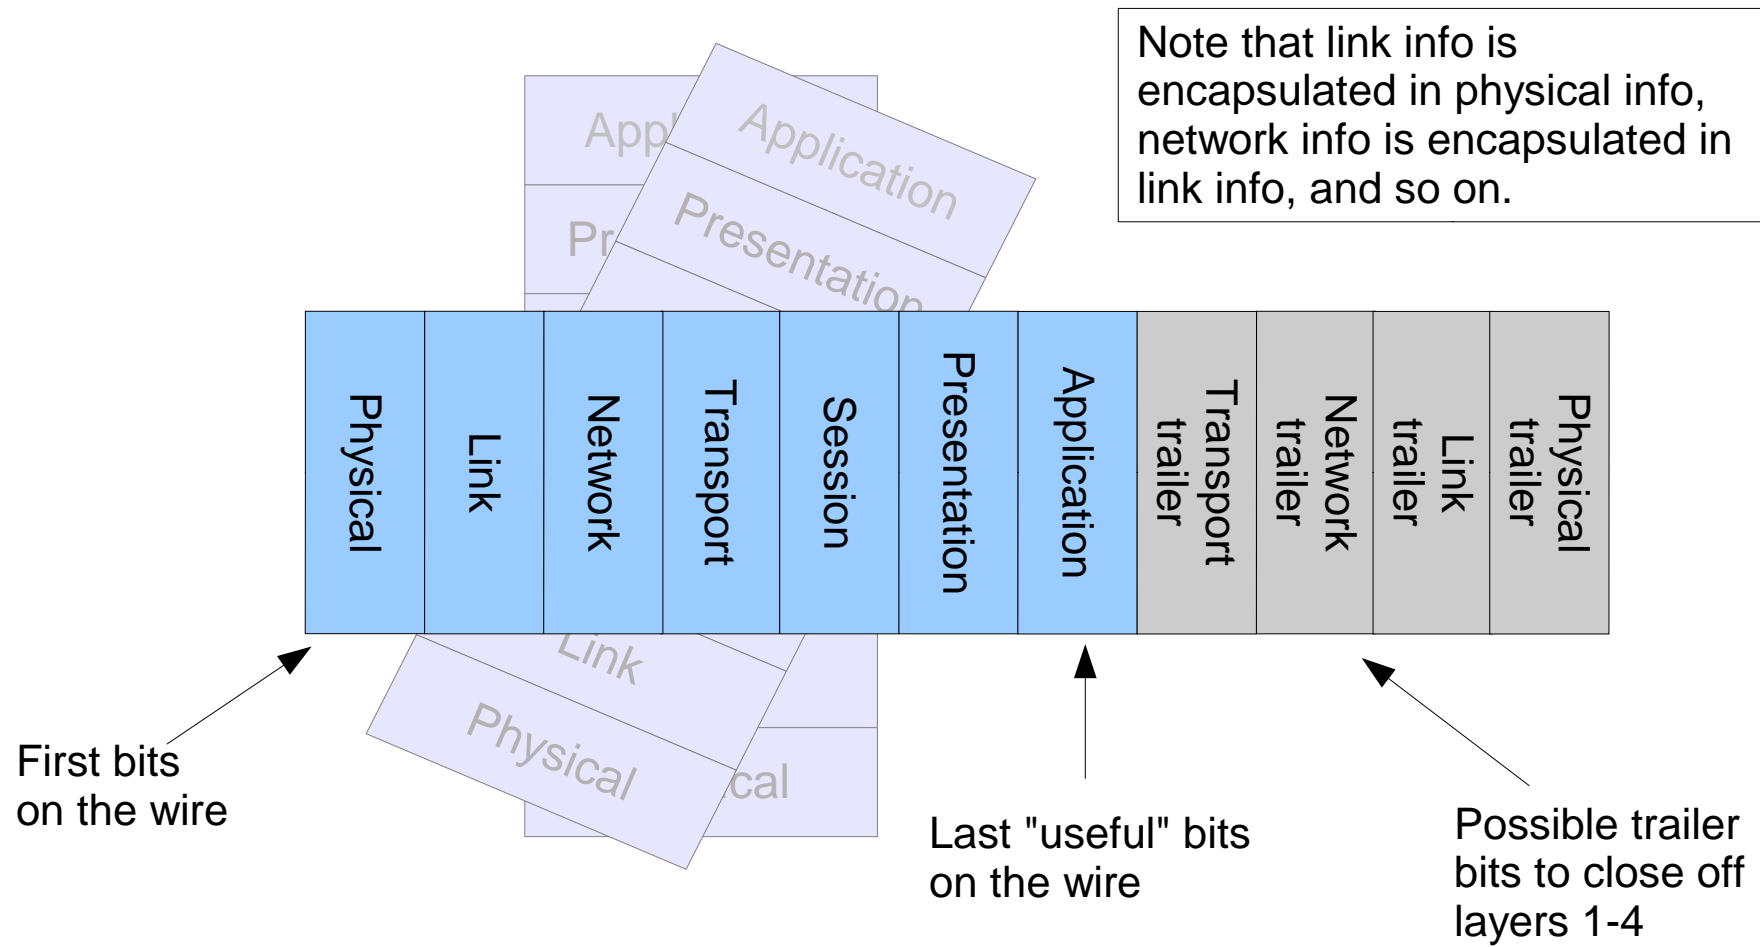 Note that link info is
encapsulated in physical info,
network info is encapsulated in
link info, and so on.
App
Application
Pr
Presentation
Physical
Link
Network
Transport
Session
Presentation
Application
Transport
trailer
Network
trailer
Link
trailer
Physical
trailer
Link
Physical
cal
First bits
on the wire
Last "useful" bits
on the wire
Possible trailer
bits to close off
layers 1-4